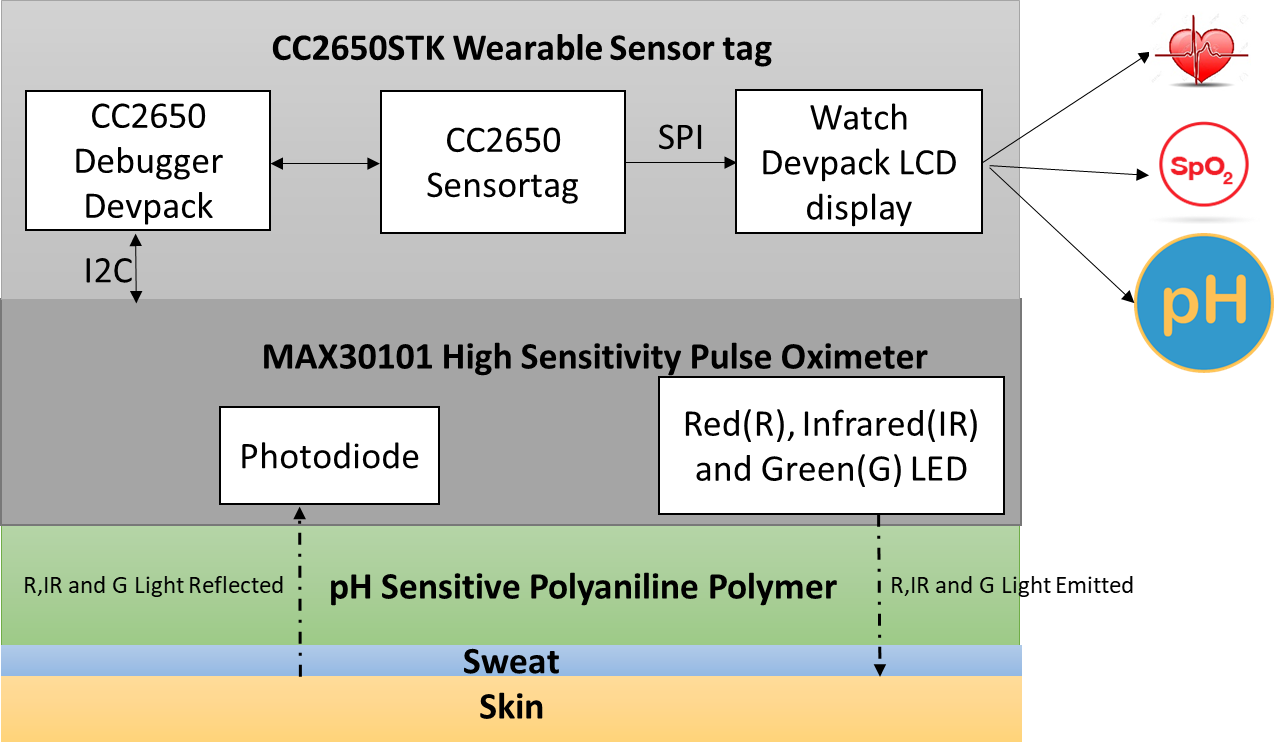 CC2650STK Wearable Sensor tag
CC2650
Debugger
Devpack
CC2650
Sensortag
SPI
Watch
Devpack LCD
display
SpO2
pH
I2C
MAX30101 High Sensitivity Pulse Oximeter
Photodiode
Red(R), Infrared(IR)
and Green(G) LED
R,IR and G Light Reflected
pH Sensitive Polyaniline Polymer
R,IR and G Light Emitted
Sweat
Skin